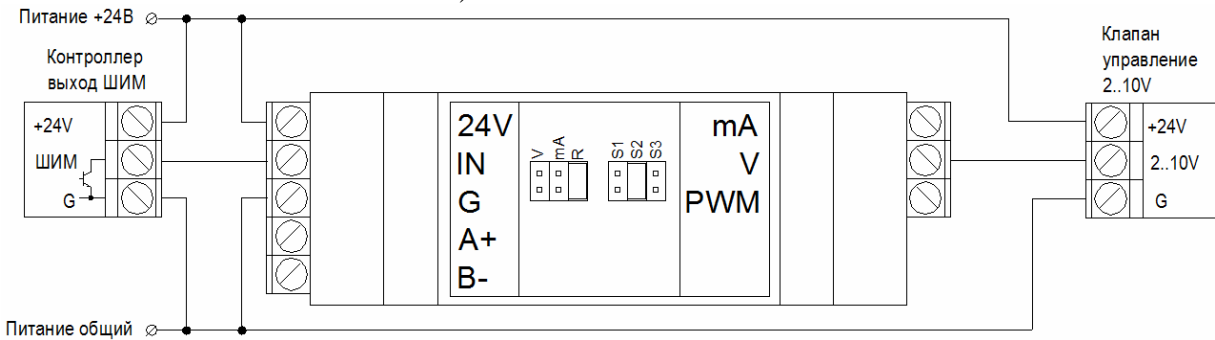 Питание +24В
Контроллер
выход ШИМ
+24V
ШИМ
G
24V
IN
G
A+
B-
V
mA
R
S1
S2
S3
mA
V
PWM
Клапан
управление
2..10V
+24V
2..10V
G
Питание общий